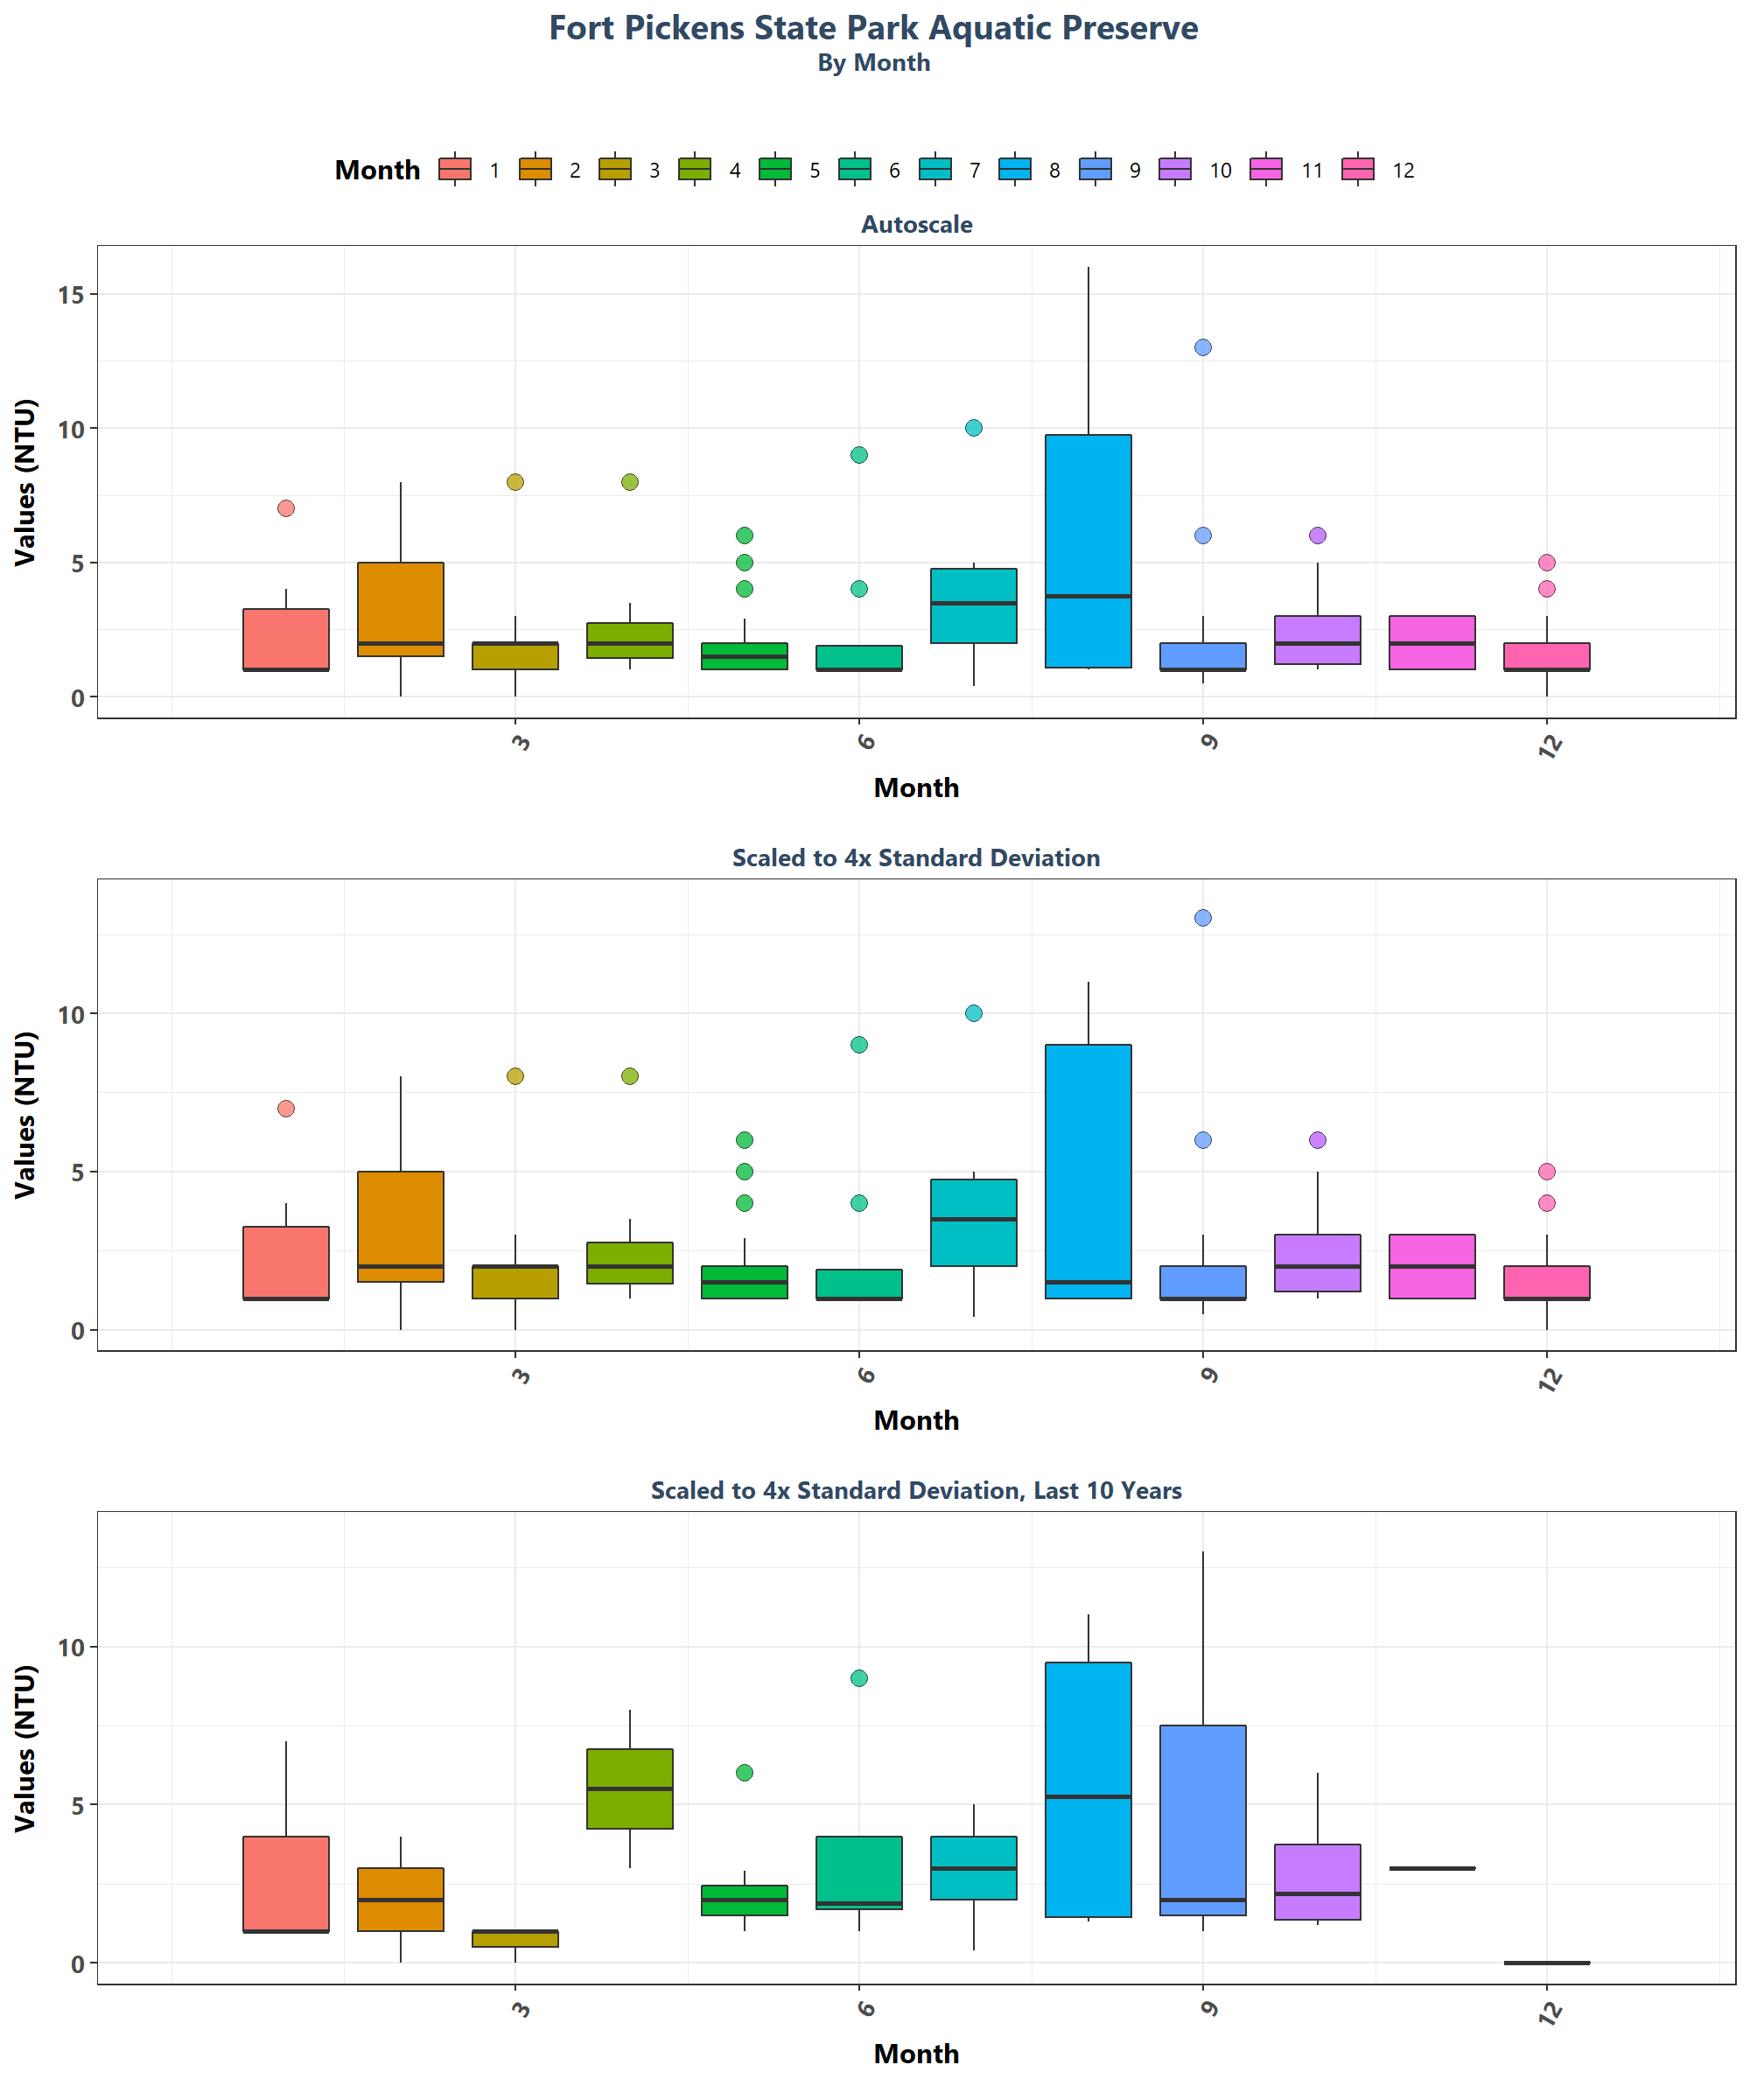 Fort Pickens State Park Aquatic Preserve
By Month
Month 1 2 3 4 5 6 7 8 9 10 11 12
Autoscale
Values (NTU)
15
10
5
0
3 6 9 12
Month
Scaled to 4x Standard Deviation
Values (NTU)
10
5
0
3 6 9 12
Month
Scaled to 4x Standard Deviation, Last 10 Years
Values (NTU)
10
5
0
3 6 9 12
Month